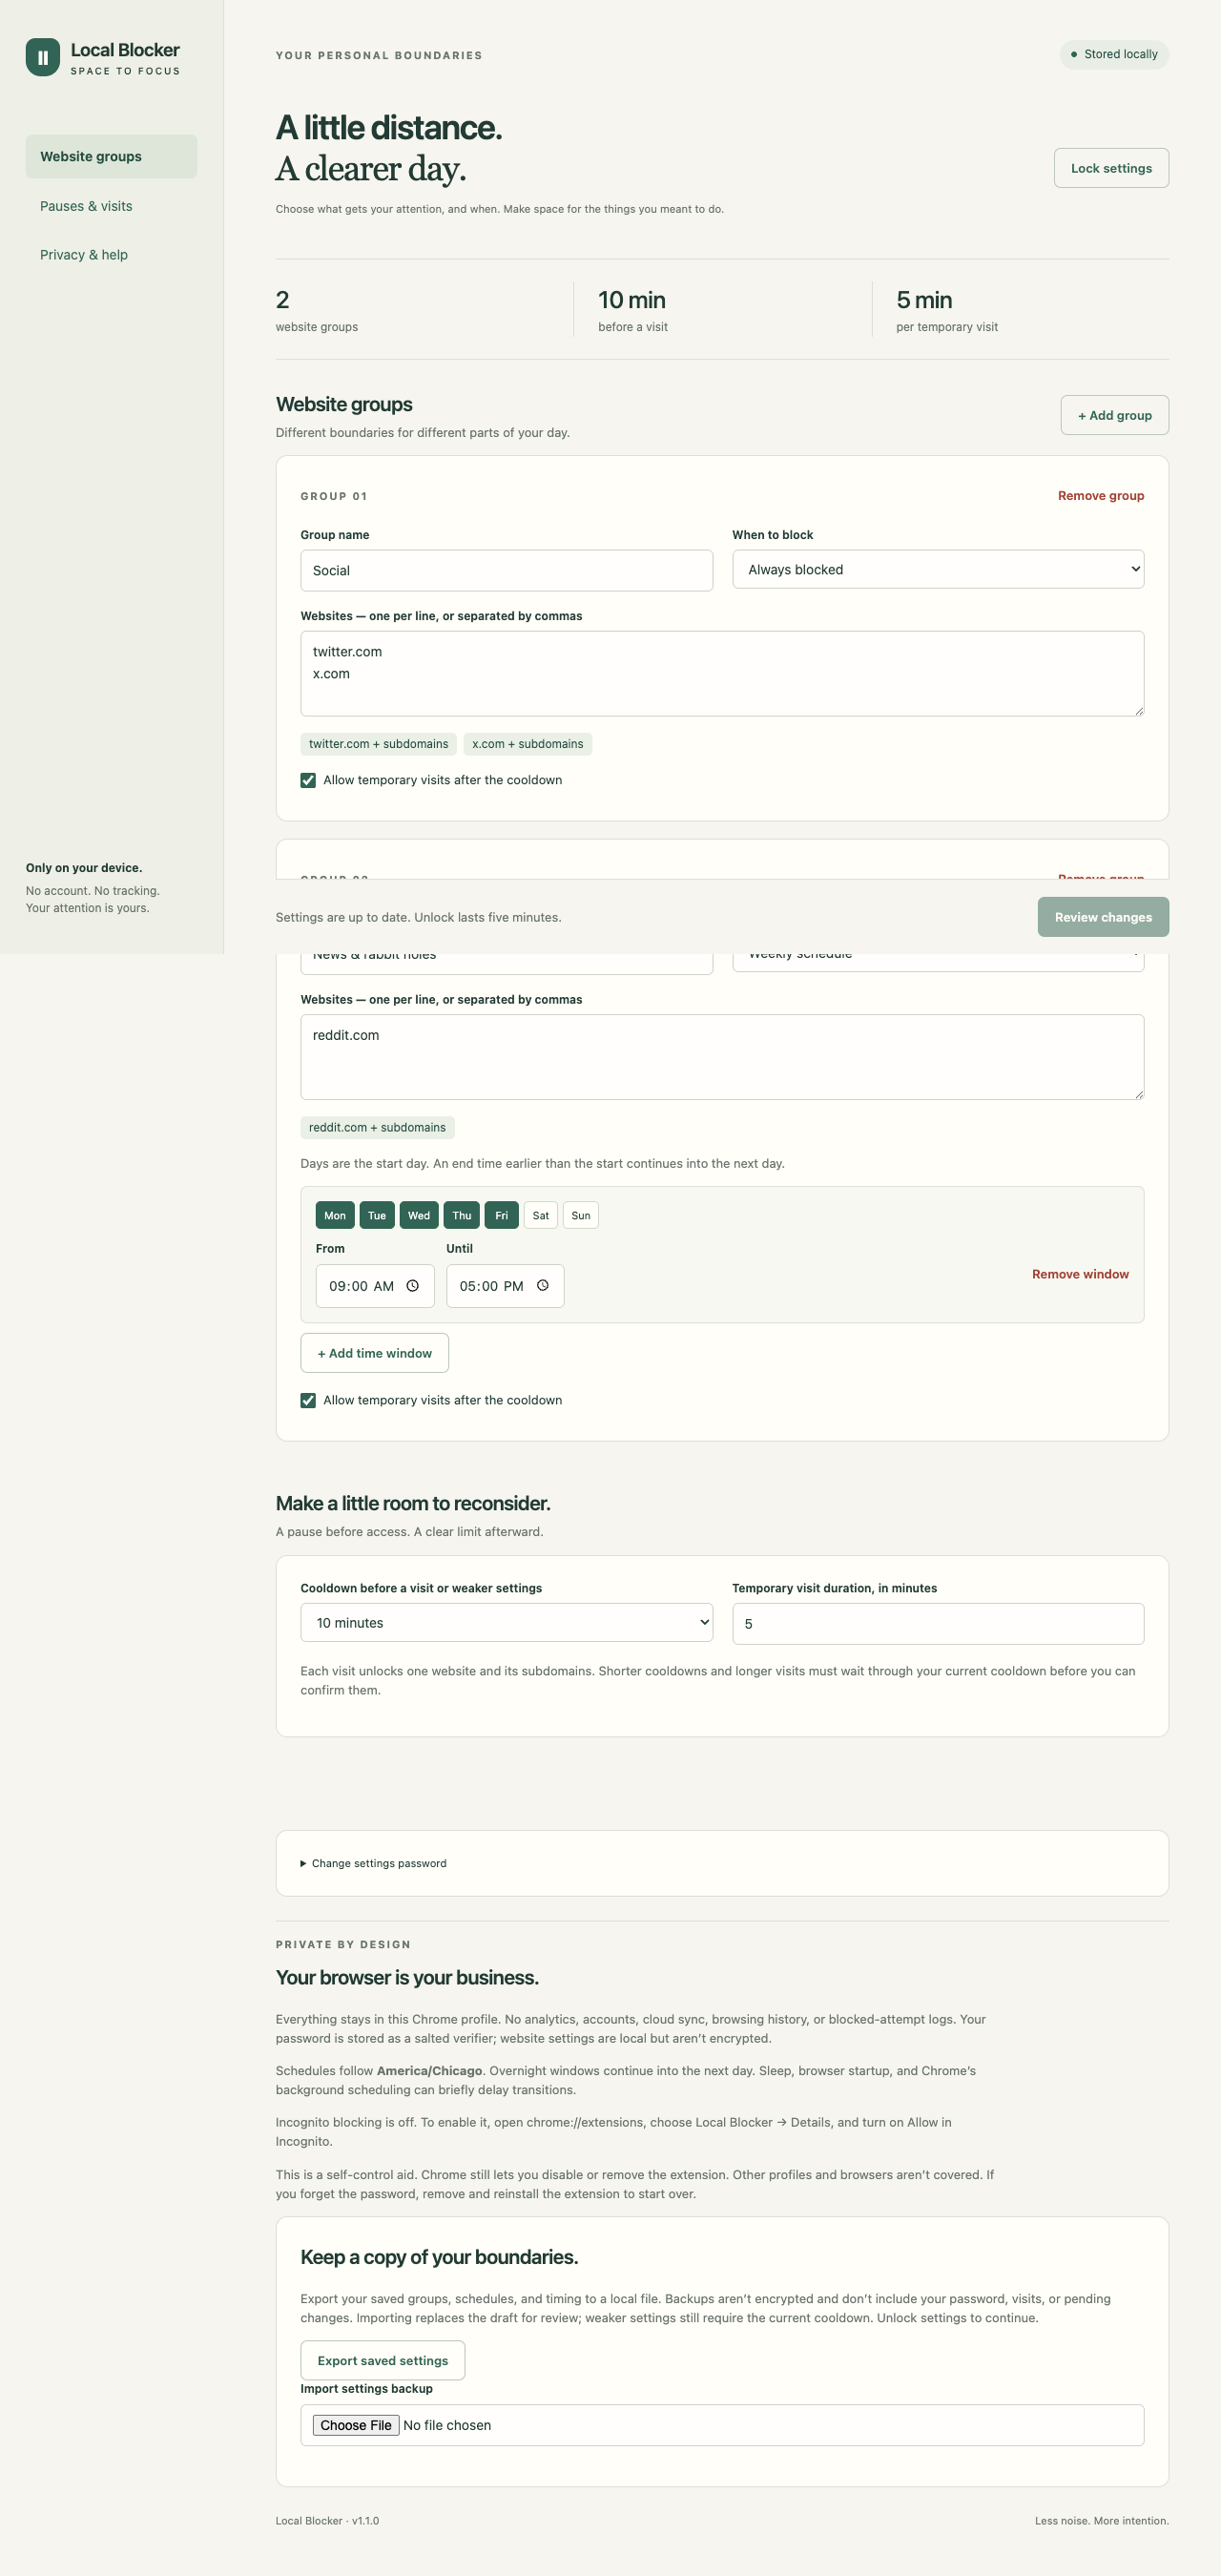 Local Blocker
SPACE TO FOCUS
Website groups
Pauses & visits
Privacy & help
Only on your device.
No account. No tracking.
Your attention is yours.
YOUR PERSONAL BOUNDARIES
Stored locally
A little distance.
A clearer day.
Lock settings
Choose what gets your attention, and when. Make space for the things you meant to do.
2
website groups
10 min
before a visit
5 min
per temporary visit
Website groups
+ Add group
Different boundaries for different parts of your day.
GROUP 01
Remove group
Group name
When to block
Social
Always blocked
Websites — one per line, or separated by commas
twitter.com
x.com
twitter.com + subdomains
x.com + subdomains
Allow temporary visits after the cooldown
GROUP 02
Remove group
Settings are up to date. Unlock lasts five minutes.
Review changes
News & rabbit holes
Weekly schedule
Websites — one per line, or separated by commas
reddit.com
reddit.com + subdomains
Days are the start day. An end time earlier than the start continues into the next day.
Mon Tue Wed Thu Fri Sat Sun
From
Until
09:00 AM
05:00 PM
Remove window
+ Add time window
Allow temporary visits after the cooldown
Make a little room to reconsider.
A pause before access. A clear limit afterward.
Cooldown before a visit or weaker settings
Temporary visit duration, in minutes
10 minutes
5
Each visit unlocks one website and its subdomains. Shorter cooldowns and longer visits must wait through your current cooldown before you can
confirm them.
Change settings password
PRIVATE BY DESIGN
Your browser is your business.
Everything stays in this Chrome profile. No analytics, accounts, cloud sync, browsing history, or blocked-attempt logs. Your
password is stored as a salted verifier; website settings are local but aren’t encrypted.
Schedules follow America/Chicago. Overnight windows continue into the next day. Sleep, browser startup, and Chrome’s
background scheduling can briefly delay transitions.
Incognito blocking is off. To enable it, open chrome://extensions, choose Local Blocker → Details, and turn on Allow in
Incognito.
This is a self-control aid. Chrome still lets you disable or remove the extension. Other profiles and browsers aren’t covered. If
you forget the password, remove and reinstall the extension to start over.
Keep a copy of your boundaries.
Export your saved groups, schedules, and timing to a local file. Backups aren’t encrypted and don’t include your password, visits, or pending
changes. Importing replaces the draft for review; weaker settings still require the current cooldown. Unlock settings to continue.
Export saved settings
Import settings backup
Choose File No file chosen
Local Blocker · v1.1.0
Less noise. More intention.